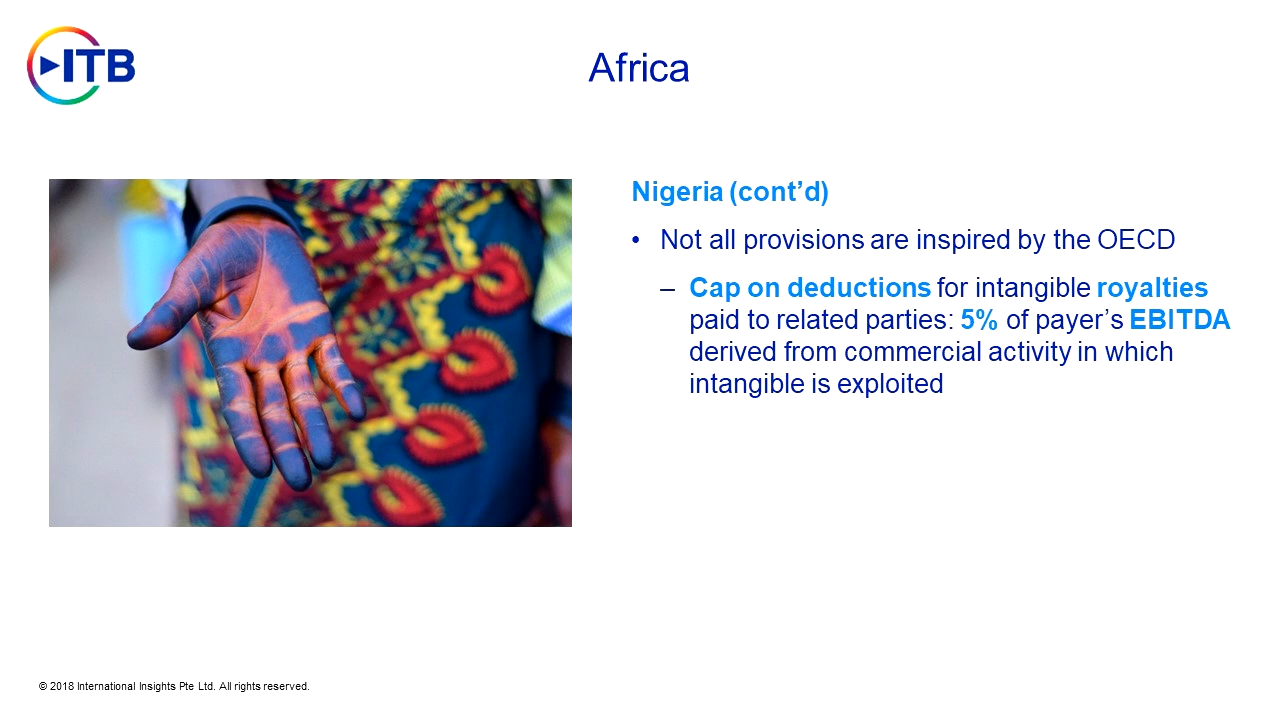 ITB
Africa
Nigeria (cont’d)
• Not all provisions are inspired by the OECD
– Cap on deductions for intangible royalties
paid to related parties: 5% of payer’s EBITDA
derived from commercial activity in which
intangible is exploited
© 2018 International Insights Pte Ltd. All rights reserved.